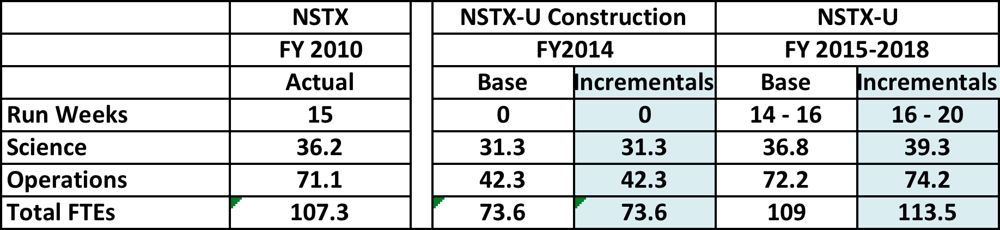 NSTX NSTX-U Construction NSTX-U
FY 2010 FY2014 FY 2015-2018
Actual Base Incrementals Base Incrementals
Run Weeks 15 0 0 14 - 16 16 - 20
Science 36.2 31.3 31.3 36.8 39.3
Operations 71.1 42.3 42.3 72.2 74.2
Total FTEs 107.3 73.6 73.6 109 113.5